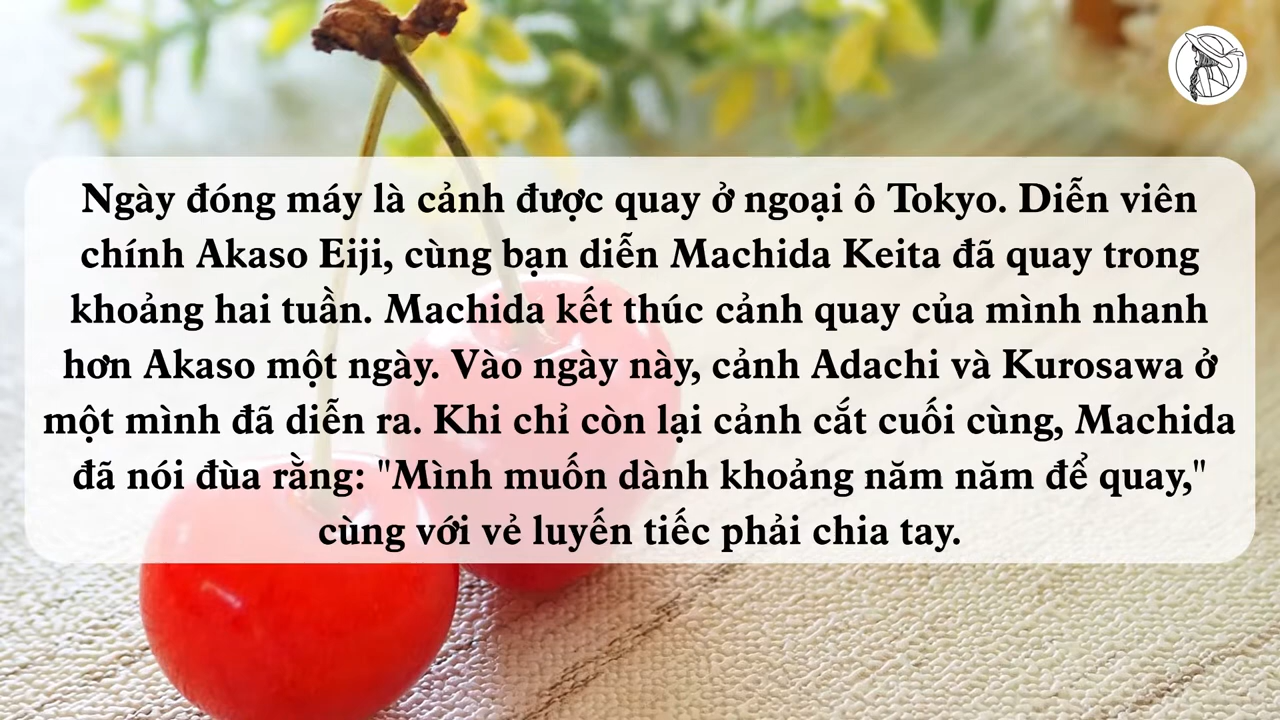 Ngày đóng máy là cảnh được quay ở ngoại ô Tokyo. Diễn viên
chính Akaso Eiji, cùng bạn diễn Machida Keita đã quay trong
khoảng hai tuần. Machida kết thúc cảnh quay của mình nhanh
hơn Akaso một ngày. Vào ngày này, cảnh Adachi và Kurosawa ở
một mình đã diễn ra. Khi chỉ còn lại cảnh cắt cuối cùng, Machida
đã nói đùa rằng: "Mình muốn dành khoảng năm năm để quay,"
cùng với vẻ luyến tiếc phải chia tay.